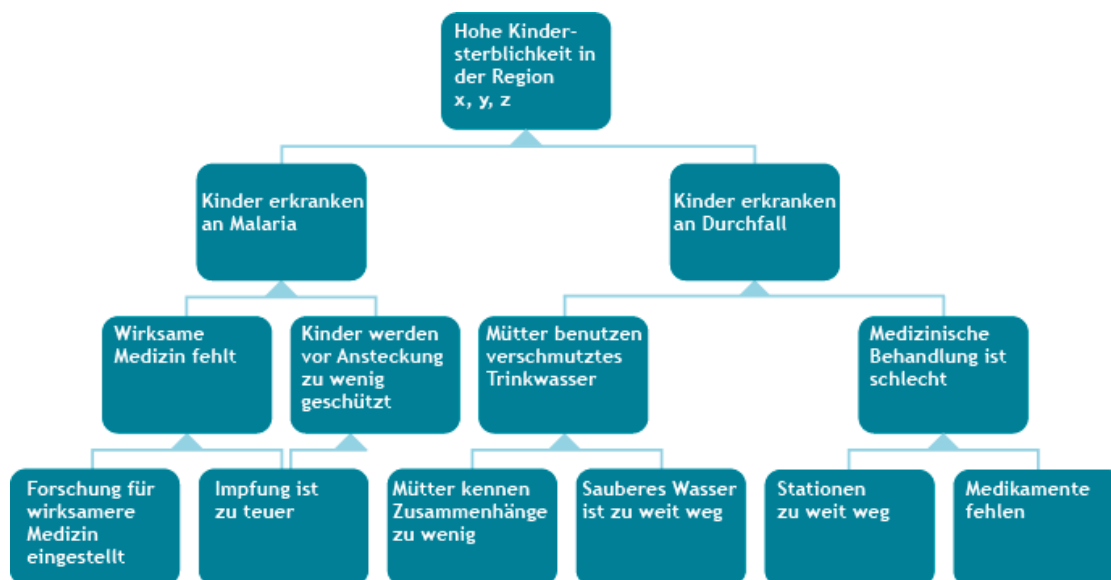 Hohe Kinder-
sterblichkeit in
der Region
x, y, z
Kinder erkranken
an Malaria
Kinder erkranken
an Durchfall
Wirksame
Medizin fehlt
Kinder werden
vor Ansteckung
zu wenig
geschützt
Mütter benutzen
verschmutztes
Trinkwasser
Medizinische
Behandlung ist
schlecht
Forschung für
wirksamere
Medizin
eingestellt
Impfung ist
zu teuer
Mütter kennen
Zusammenhänge
zu wenig
Sauberes Wasser
ist zu weit weg
Stationen
zu weit weg
Medikamente
fehlen